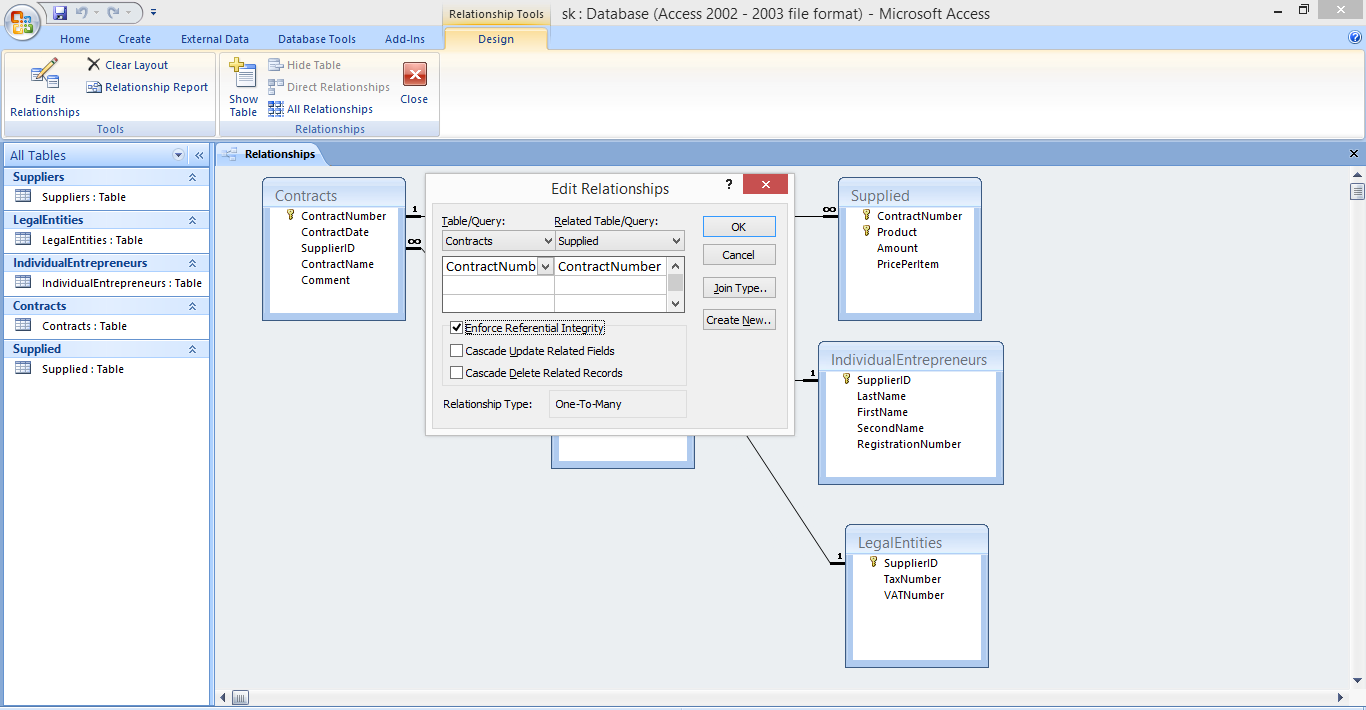 Relationship Tools
sk : Database (Access 2002 - 2003 file format) - Microsoft Access
Home
Create
External Data
Database Tools
Add-Ins
Design
Edit
Relationships
Clear Layout
Relationship Report
Tools
Show
Table
Hide Table
Direct Relationships
All Relationships
Close
Relationships
All Tables
Suppliers
Suppliers : Table
LegalEntities
LegalEntities : Table
IndividualEntrepreneurs
IndividualEntrepreneurs : Table
Contracts
Contracts : Table
Supplied
Supplied : Table
Relationships
Contracts
ContractNumber
ContractDate
SupplierID
ContractName
Comment
1
∞
Edit Relationships
?
Table/Query:
Related Table/Query:
Contracts
Supplied
ContractNumb
ContractNumber
Enforce Referential Integrity
Cascade Update Related Fields
Cascade Delete Related Records
Relationship Type:
One-To-Many
OK
Cancel
Join Type..
Create New..
∞
Supplied
ContractNumber
Product
Amount
PricePerItem
1
IndividualEntrepreneurs
SupplierID
LastName
FirstName
SecondName
RegistrationNumber
1
LegalEntities
SupplierID
TaxNumber
VATNumber